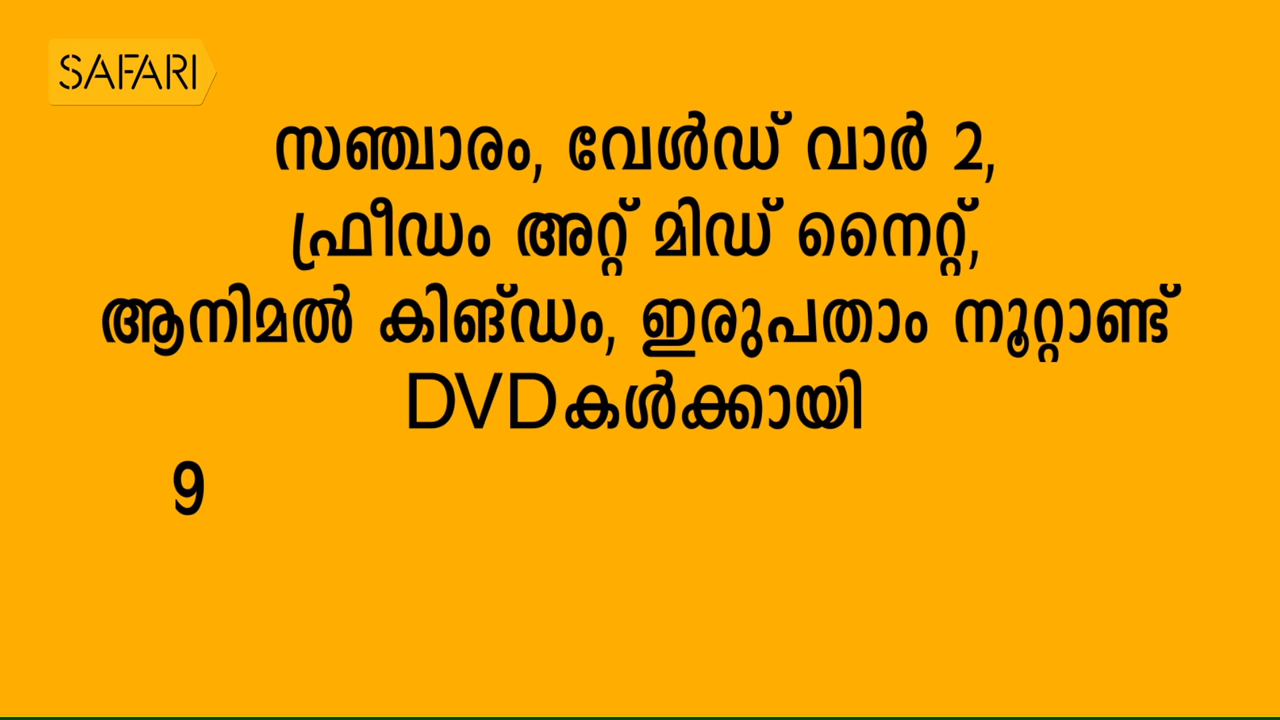 SAFARI
സഞ്ചാരം, വേൾഡ് വാർ 2,
ഫ്രീഡം അറ്റ് മിഡ് നൈറ്റ്,
ആനിമൽ കിങ്ഡം, ഇരുപതാം നൂറ്റാണ്ട്
DVDകൾക്കായി
9